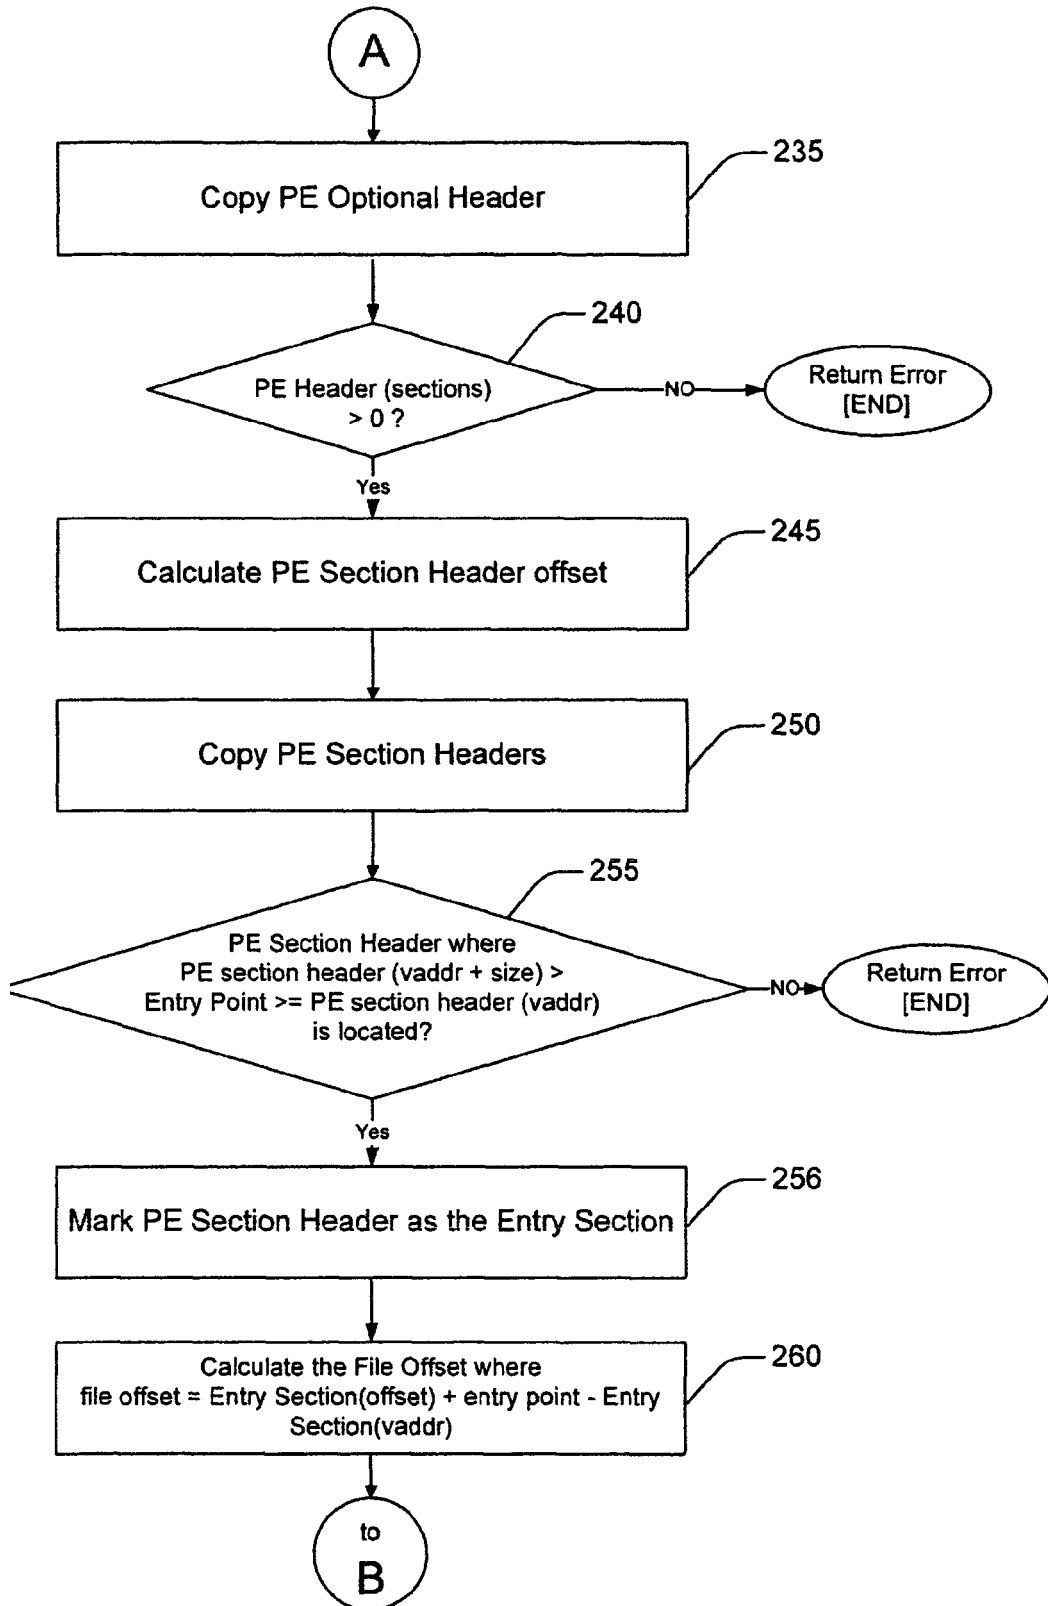 A
235
Copy PE Optional Header
240
PE Header (sections)
> 0 ?
NO
Return Error
[END]
Yes
245
Calculate PE Section Header offset
250
Copy PE Section Headers
255
PE Section Header where
PE section header (vaddr + size) >
Entry Point >= PE section header (vaddr)
is located?
NO
Return Error
[END]
Yes
256
Mark PE Section Header as the Entry Section
260
Calculate the File Offset where
file offset = Entry Section(offset) + entry point - Entry
Section(vaddr)
to
B